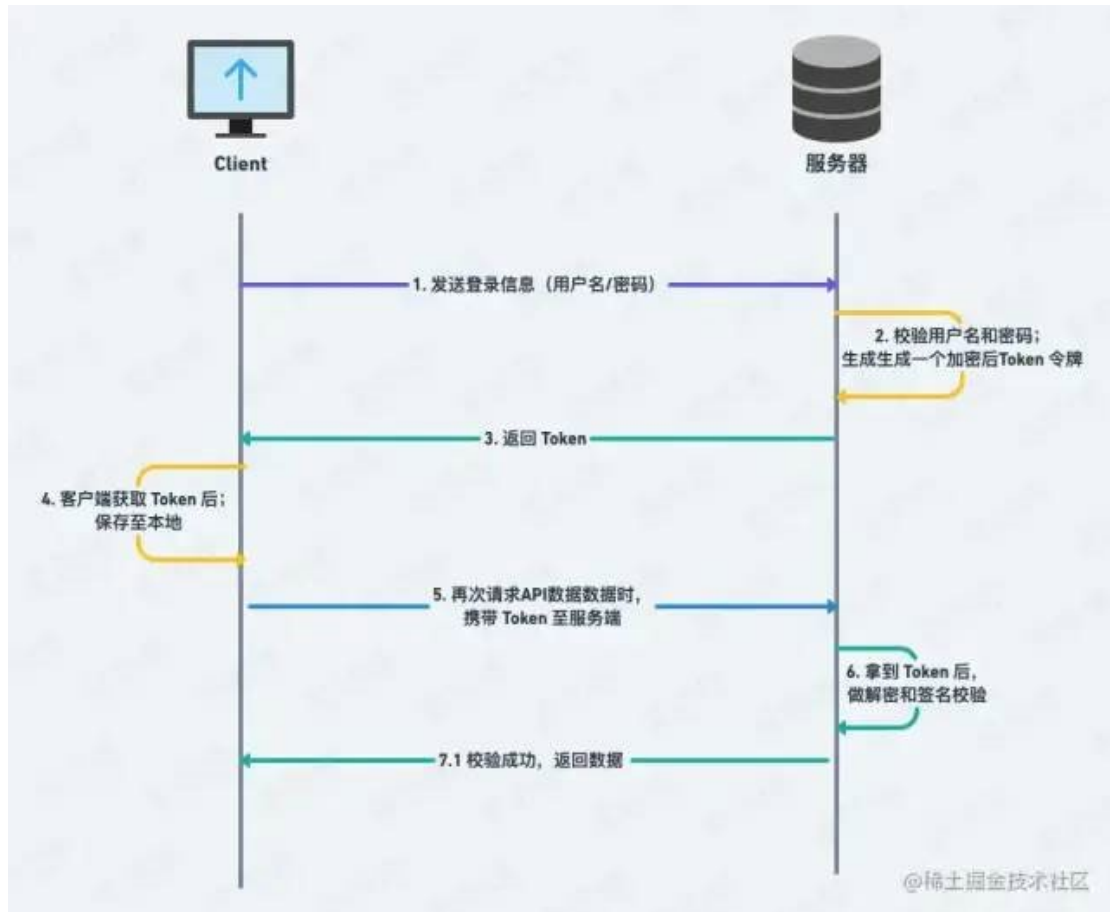 Client
服务器
1. 发送登录信息（用户名/密码）
2. 校验用户名和密码；
生成生成一个加密后Token 令牌
3. 返回 Token
4. 客户端获取 Token 后；
保存至本地
5. 再次请求API数据数据时，
携带 Token 至服务端
6. 拿到 Token 后，
做解密和签名校验
7.1 校验成功，返回数据
@稀土掘金技术社区